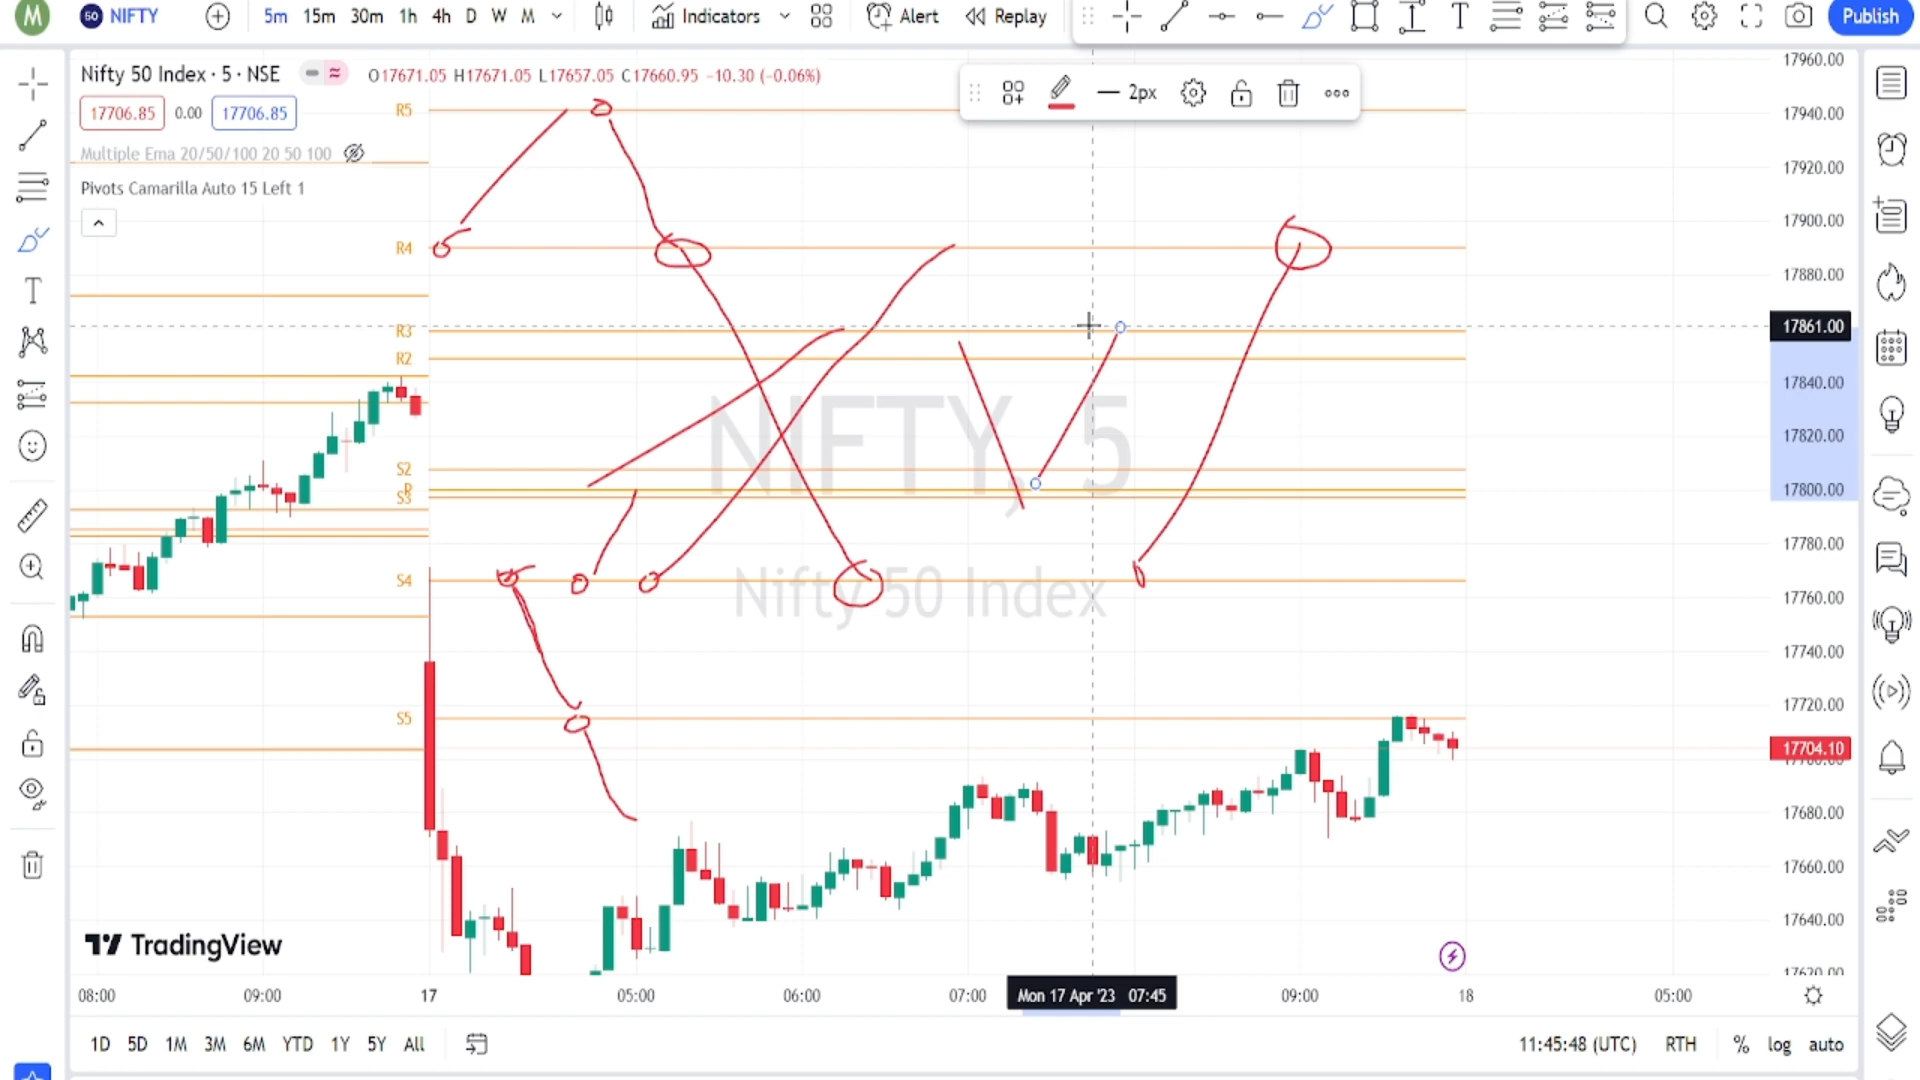 M 50 NIFTY 5m 15m 30m 1h 4h D W M Indicators Alert Replay Publish
Nifty 50 Index · 5 · NSE O17671.05 H17671.05 L17657.05 C17660.95 −10.30 (−0.06%)
17706.85 0.00 17706.85
Multiple Ema 20/50/100 20 50 100
Pivots Camarilla Auto 15 Left 1
2px
R5
R4
R3
R2
S2
P
S3
S4
S5
NIFTY, 5
Nifty 50 Index
17960.00
17940.00
17920.00
17900.00
17880.00
17861.00
17840.00
17820.00
17800.00
17780.00
17760.00
17740.00
17720.00
17704.10
17700.00
17680.00
17660.00
17640.00
17620.00
TradingView
08:00 09:00 17 05:00 06:00 07:00 Mon 17 Apr '23 07:45 09:00 18 05:00
1D 5D 1M 3M 6M YTD 1Y 5Y All 11:45:48 (UTC) RTH % log auto